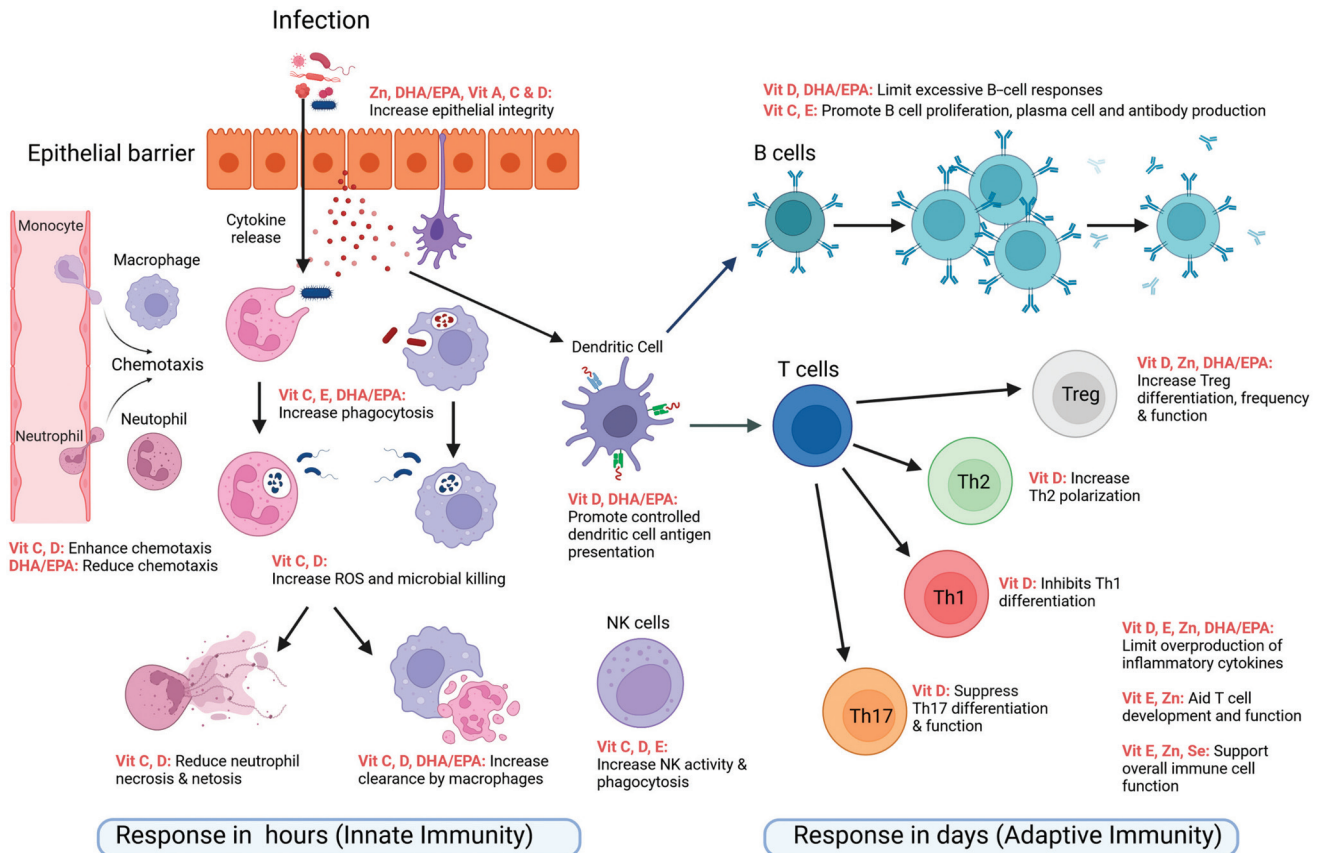 Infection
Zn, DHA/EPA, Vit A, C & D:
Increase epithelial integrity
Epithelial barrier
Cytokine
release
Monocyte
Macrophage
Chemotaxis
Neutophil
Neutrophil
Vit C, D: Enhance chemotaxis
DHA/EPA: Reduce chemotaxis
Vit C, E, DHA/EPA:
Increase phagocytosis
Vit C, D:
Increase ROS and microbial killing
Vit C, D: Reduce neutrophil
necrosis & netosis
Vit C, D, DHA/EPA: Increase
clearance by macrophages
Dendritic Cell
Vit D, DHA/EPA:
Promote controlled
dendritic cell antigen
presentation
NK cells
Vit C, D, E:
Increase NK activity &
phagocytosis
Response in hours (Innate Immunity)
Vit D, DHA/EPA: Limit excessive B-cell responses
Vit C, E: Promote B cell proliferation, plasma cell and antibody production
B cells
T cells
Treg
Vit D, Zn, DHA/EPA:
Increase Treg
differentiation, frequency
& function
Th2
Vit D: Increase
Th2 polarization
Th1
Vit D: Inhibits Th1
differentiation
Th17
Vit D: Suppress
Th17 differentiation
& function
Vit D, E, Zn, DHA/EPA:
Limit overproduction of
inflammatory cytokines
Vit E, Zn: Aid T cell
development and function
Vit E, Zn, Se: Support
overall immune cell
function
Response in days (Adaptive Immunity)